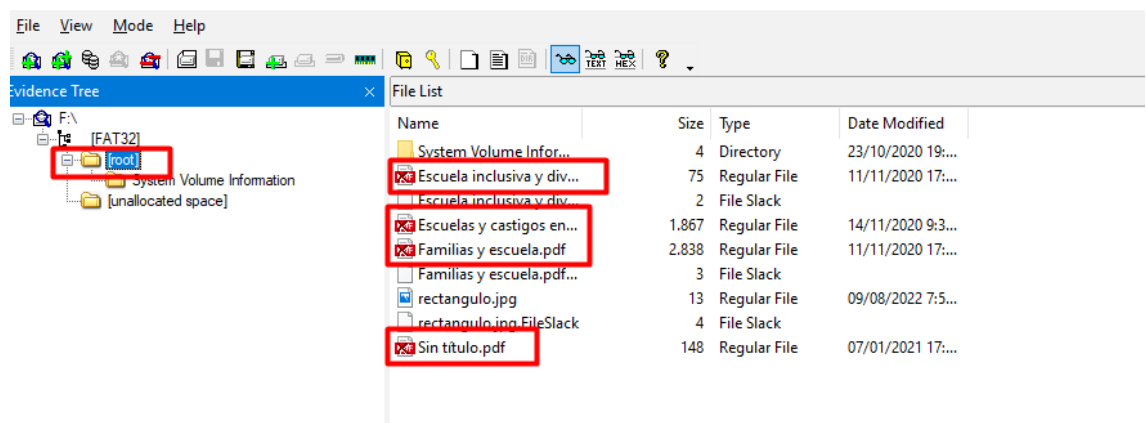 File View Mode Help
TEXT HEX
Evidence Tree × File List
F:\
[FAT32]
[root]
System Volume Information
[unallocated space]
Name Size Type Date Modified
System Volume Infor... 4 Directory 23/10/2020 19:...
Escuela inclusiva y div... 75 Regular File 11/11/2020 17:...
Escuela inclusiva y div... 2 File Slack
Escuelas y castigos en... 1.867 Regular File 14/11/2020 9:3...
Familias y escuela.pdf 2.838 Regular File 11/11/2020 17:...
Familias y escuela.pdf... 3 File Slack
rectangulo.jpg 13 Regular File 09/08/2022 7:5...
rectangulo.jpg.FileSlack 4 File Slack
Sin título.pdf 148 Regular File 07/01/2021 17:...